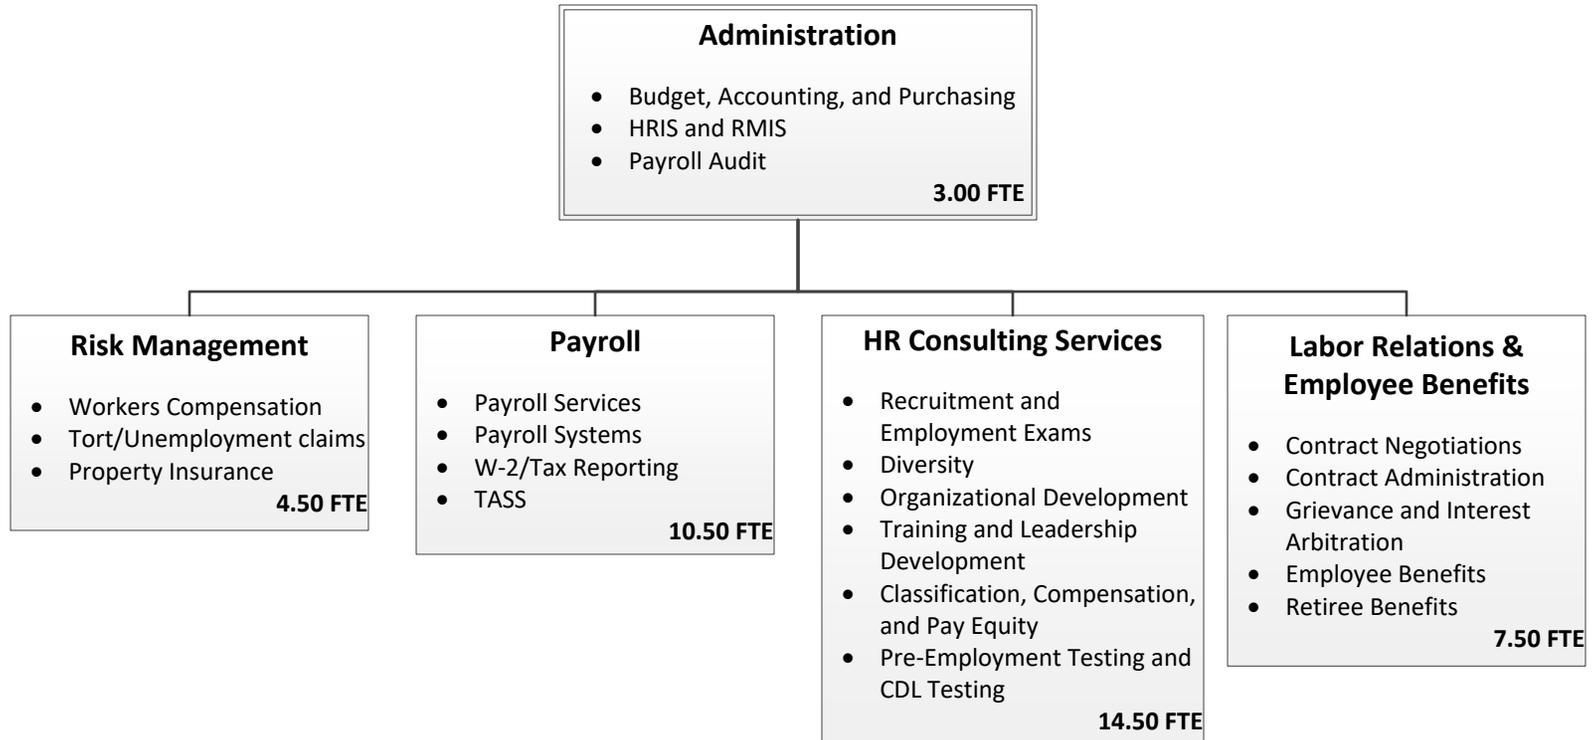 Administration
• Budget, Accounting, and Purchasing
• HRIS and RMIS
• Payroll Audit
3.00 FTE
Risk Management
• Workers Compensation
• Tort/Unemployment claims
• Property Insurance
4.50 FTE
Payroll
• Payroll Services
• Payroll Systems
• W-2/Tax Reporting
• TASS
10.50 FTE
HR Consulting Services
• Recruitment and
Employment Exams
• Diversity
• Organizational Development
• Training and Leadership
Development
• Classification, Compensation,
and Pay Equity
• Pre-Employment Testing and
CDL Testing
14.50 FTE
Labor Relations &
Employee Benefits
• Contract Negotiations
• Contract Administration
• Grievance and Interest
Arbitration
• Employee Benefits
• Retiree Benefits
7.50 FTE